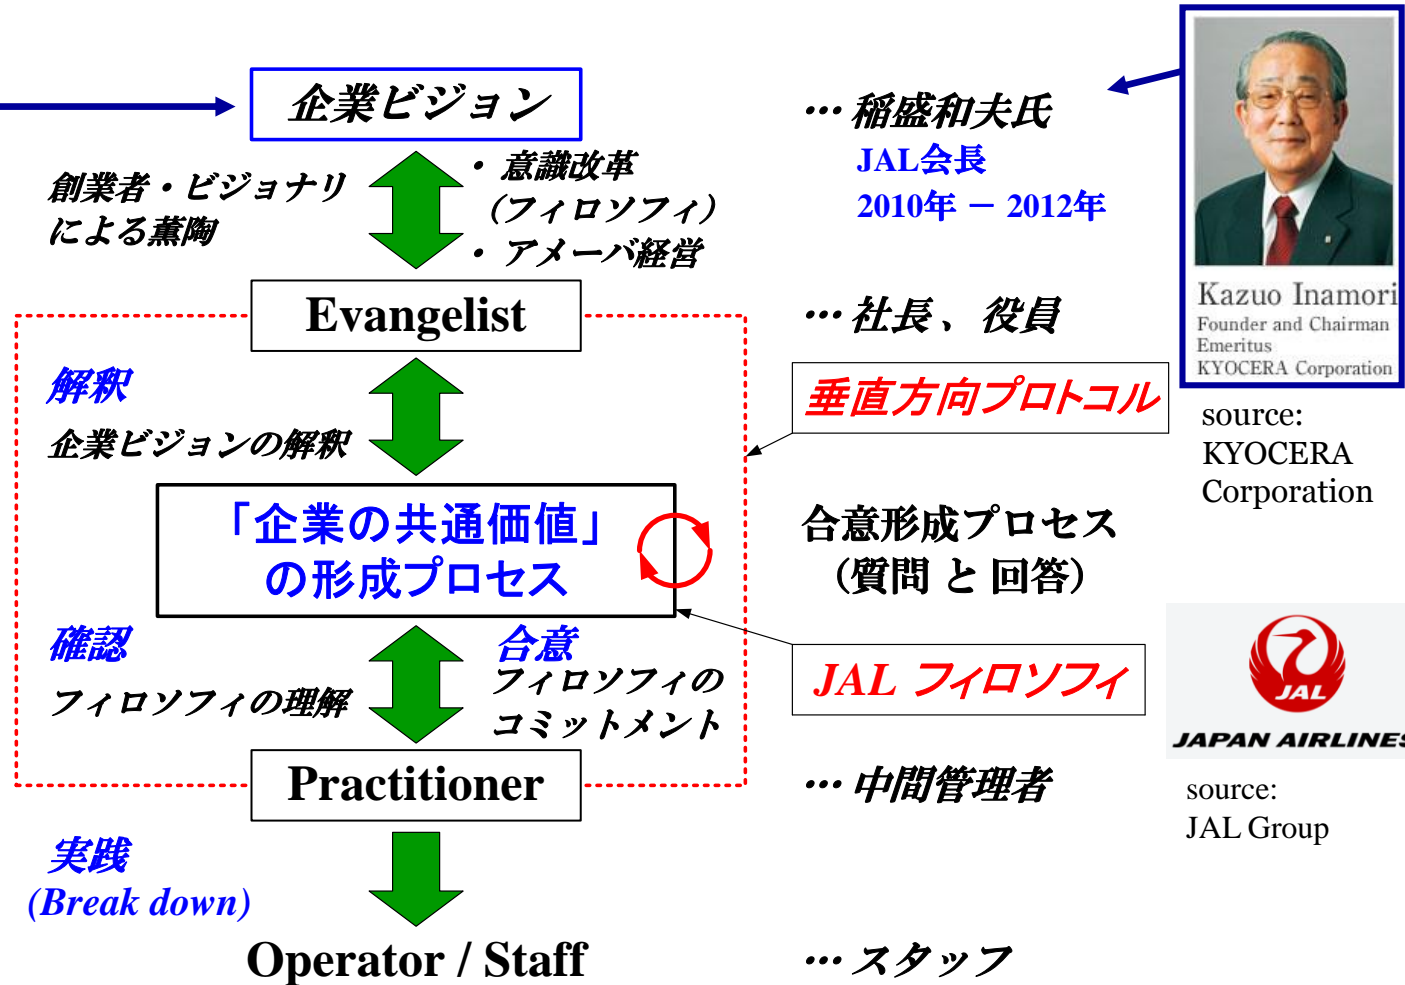 企業ビジョン
… 稲盛和夫氏
JAL会長
2010年 － 2012年
創業者・ビジョナリ
による薫陶
・ 意識改革
（フィロソフィ）
・ アメーバ経営
Kazuo Inamori
Founder and Chairman
Emeritus
KYOCERA Corporation
source:
KYOCERA
Corporation
Evangelist
… 社長 、役員
解釈
企業ビジョンの解釈
垂直方向プロトコル
「企業の共通価値」
の形成プロセス
合意形成プロセス
（質問 と 回答）
確認
フィロソフィの理解
合意
フィロソフィの
コミットメント
JAL フィロソフィ
JAL
JAPAN AIRLINES
source:
JAL Group
Practitioner
… 中間管理者
実践
(Break down)
Operator / Staff
… スタッフ